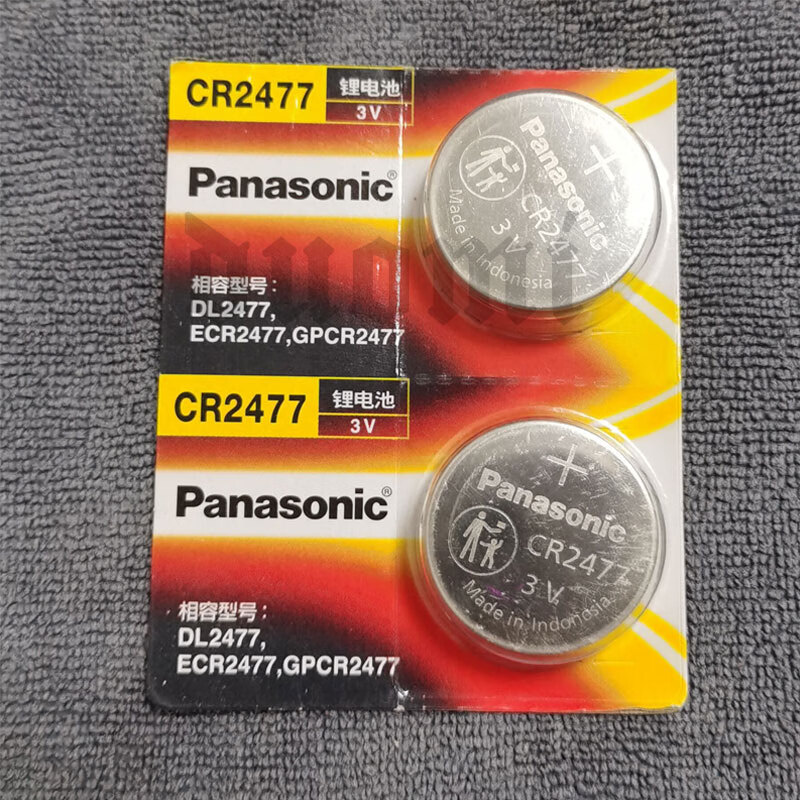 CR2477
锂电池
3V
Panasonic®
相容型号:
DL2477,
ECR2477,GPCR2477
+
Panasonic
CR2477
3V
Made in Indonesia
CR2477
锂电池
3V
Panasonic®
相容型号:
DL2477,
ECR2477,GPCR2477
+
Panasonic
CR2477
3V
Made in Indonesia
duomi